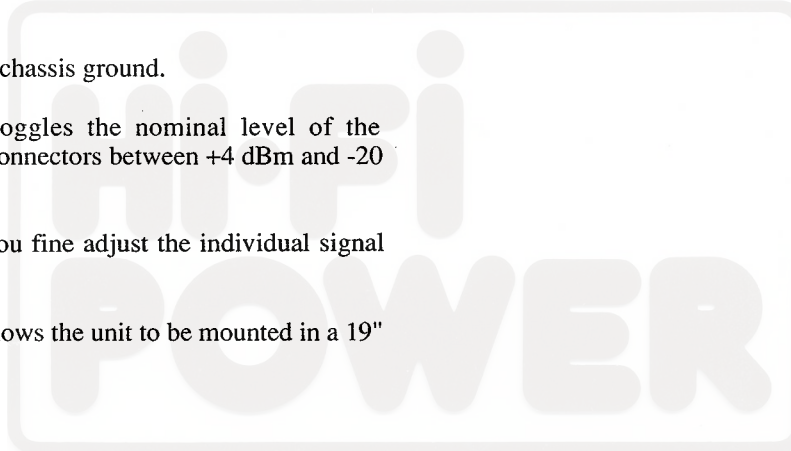 chassis ground.
oggles the nominal level of the
onnectors between +4 dBm and -20
ou fine adjust the individual signal
ows the unit to be mounted in a 19"
Hi-Fi
POWER